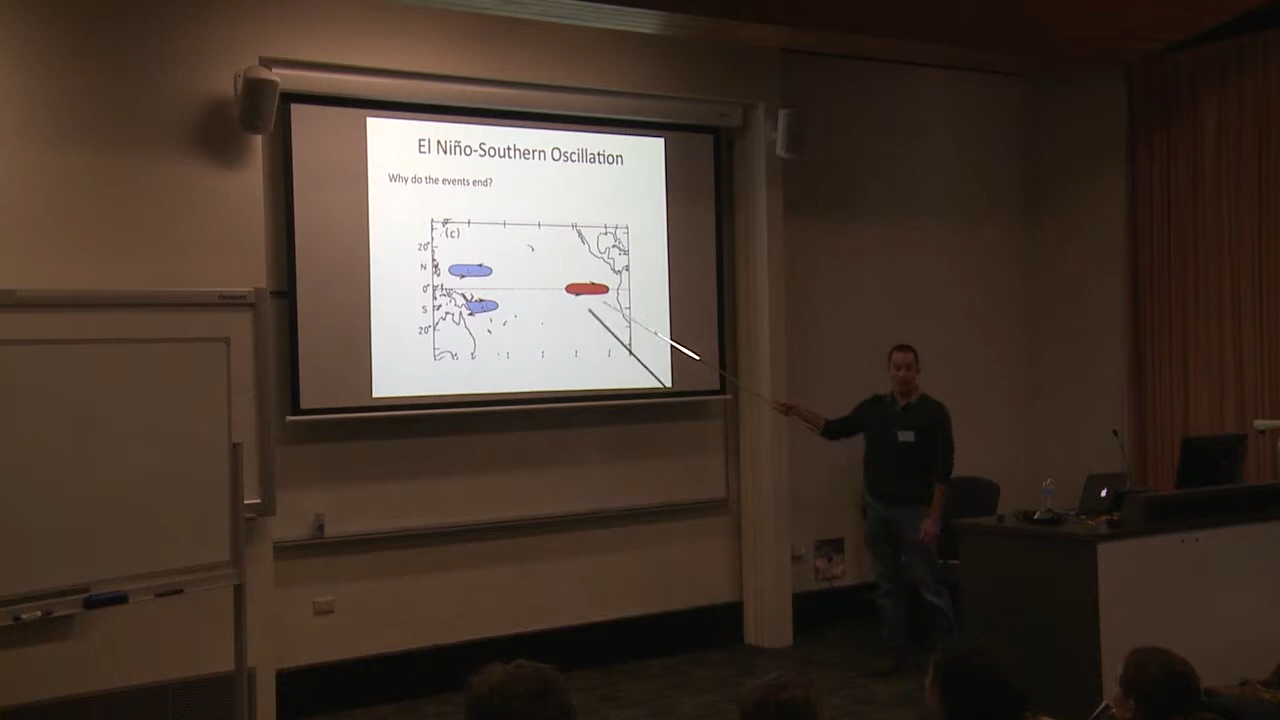 El Niño-Southern Oscillation
Why do the events end?
(c)
20°
N
0°
S
20°